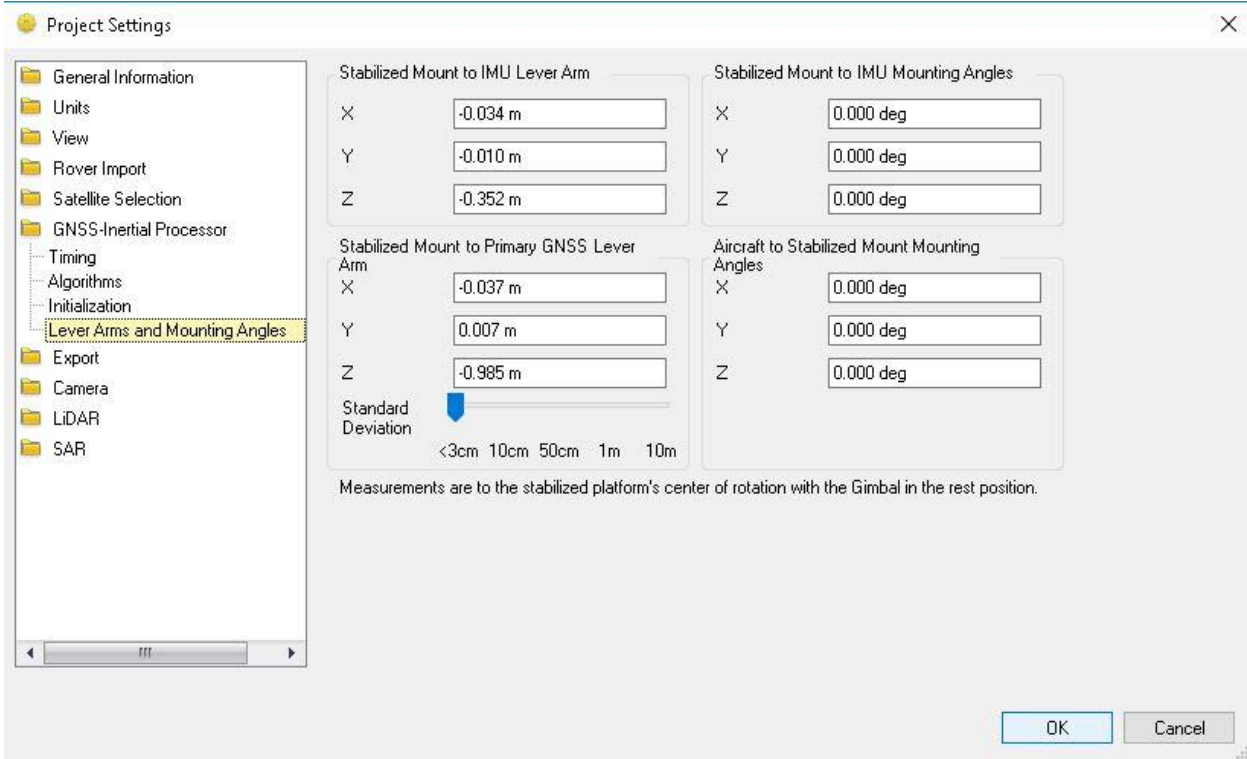 Project Settings
General Information
Units
View
Rover Import
Satellite Selection
GNSS-Inertial Processor
Timing
Algorithms
Initialization
Lever Arms and Mounting Angles
Export
Camera
LiDAR
SAR
Stabilized Mount to IMU Lever Arm
X -0.034 m
Y -0.010 m
Z -0.352 m
Stabilized Mount to IMU Mounting Angles
X 0.000 deg
Y 0.000 deg
Z 0.000 deg
Stabilized Mount to Primary GNSS Lever
Arm
X -0.037 m
Y 0.007 m
Z -0.985 m
Standard
Deviation
<3cm 10cm 50cm 1m 10m
Aircraft to Stabilized Mount Mounting
Angles
X 0.000 deg
Y 0.000 deg
Z 0.000 deg
Measurements are to the stabilized platform's center of rotation with the Gimbal in the rest position.
OK Cancel